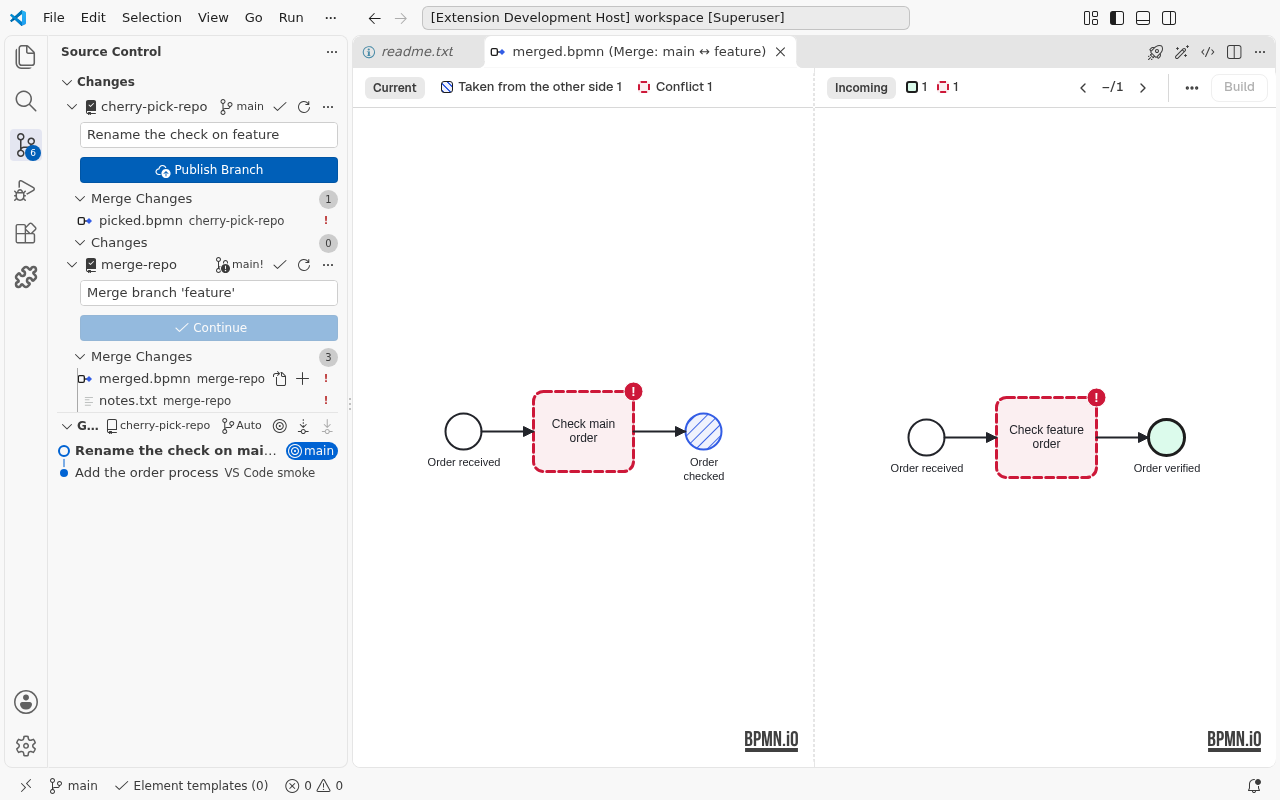 File Edit Selection View Go Run
[Extension Development Host] workspace [Superuser]
Source Control
Changes
cherry-pick-repo main
Rename the check on feature
Publish Branch
Merge Changes 1
picked.bpmn cherry-pick-repo !
Changes 0
merge-repo main!
Merge branch 'feature'
Continue
Merge Changes 3
merged.bpmn merge-repo !
notes.txt merge-repo !
G... cherry-pick-repo Auto
Rename the check on mai... main
Add the order process VS Code smoke
6
readme.txt merged.bpmn (Merge: main ↔ feature)
Current Taken from the other side 1 Conflict 1
Incoming 1 1 −/1 Build
!
Check main
order
Order received
Order
checked
BPMN.iO
!
Check feature
order
Order received
Order verified
BPMN.iO
main Element templates (0) 0 0